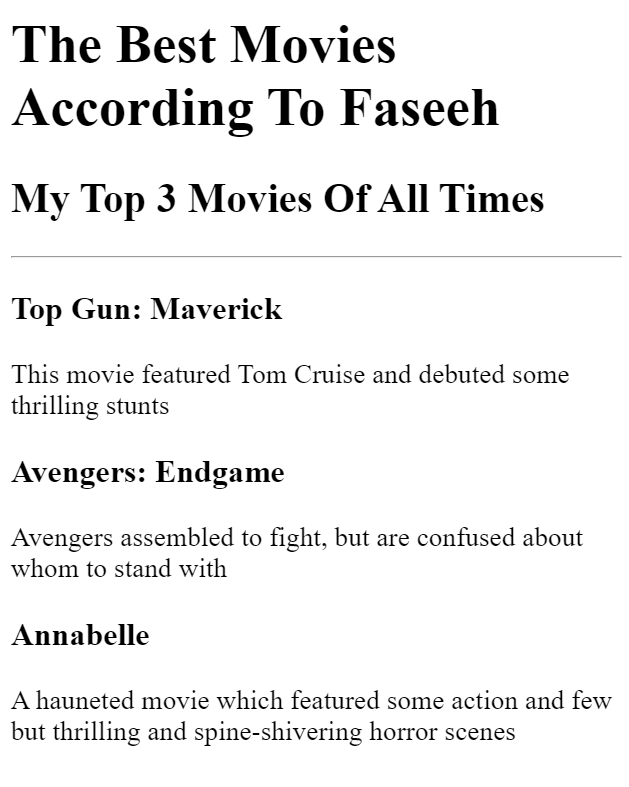 The Best Movies
According To Faseeh
My Top 3 Movies Of All Times
Top Gun: Maverick
This movie featured Tom Cruise and debuted some
thrilling stunts
Avengers: Endgame
Avengers assembled to fight, but are confused about
whom to stand with
Annabelle
A hauneted movie which featured some action and few
but thrilling and spine-shivering horror scenes